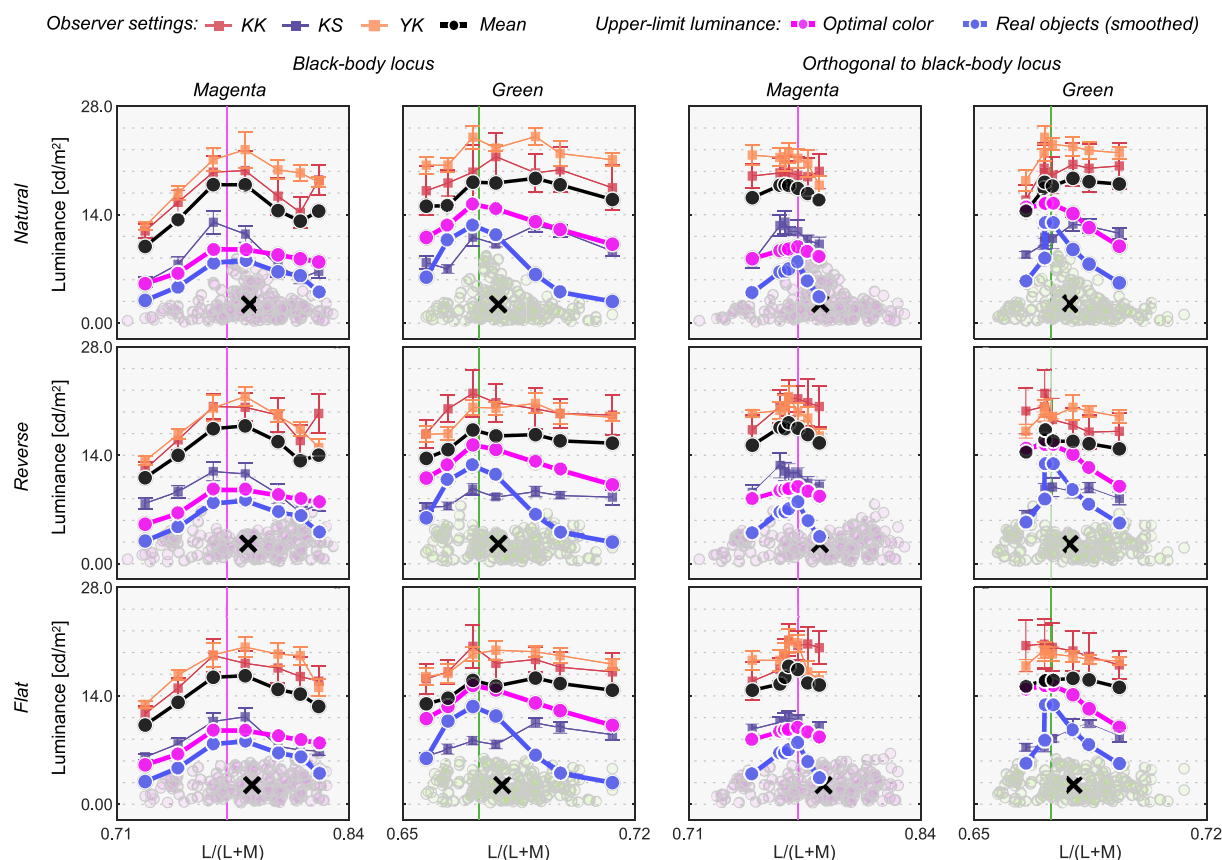 Observer settings: KK KS YK Mean Upper-limit luminance: Optimal color Real objects (smoothed)
Black-body locus Orthogonal to black-body locus
Magenta Green Magenta Green
28.0
14.0
0.00
Natural
Luminance [cd/m²]
28.0
14.0
0.00
Reverse
Luminance [cd/m²]
28.0
14.0
0.00
Flat
Luminance [cd/m²]
0.71 0.84 0.65 0.72 0.71 0.84 0.65 0.72
L/(L+M) L/(L+M) L/(L+M) L/(L+M)